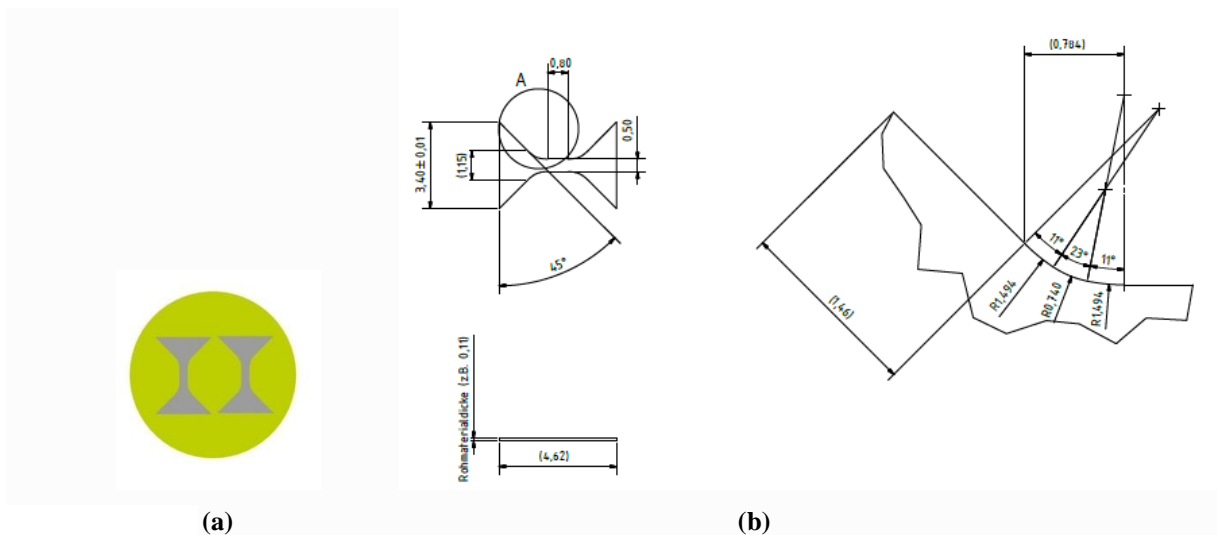 (0,784)
0,80
A
0,50
3,40±0,01
(1,15)
45°
11°
23°
11°
R1,494
R0,740
R1,494
(1,46)
Rohmaterialdicke (z.B. 0,11)
(4,62)
(a)
(b)